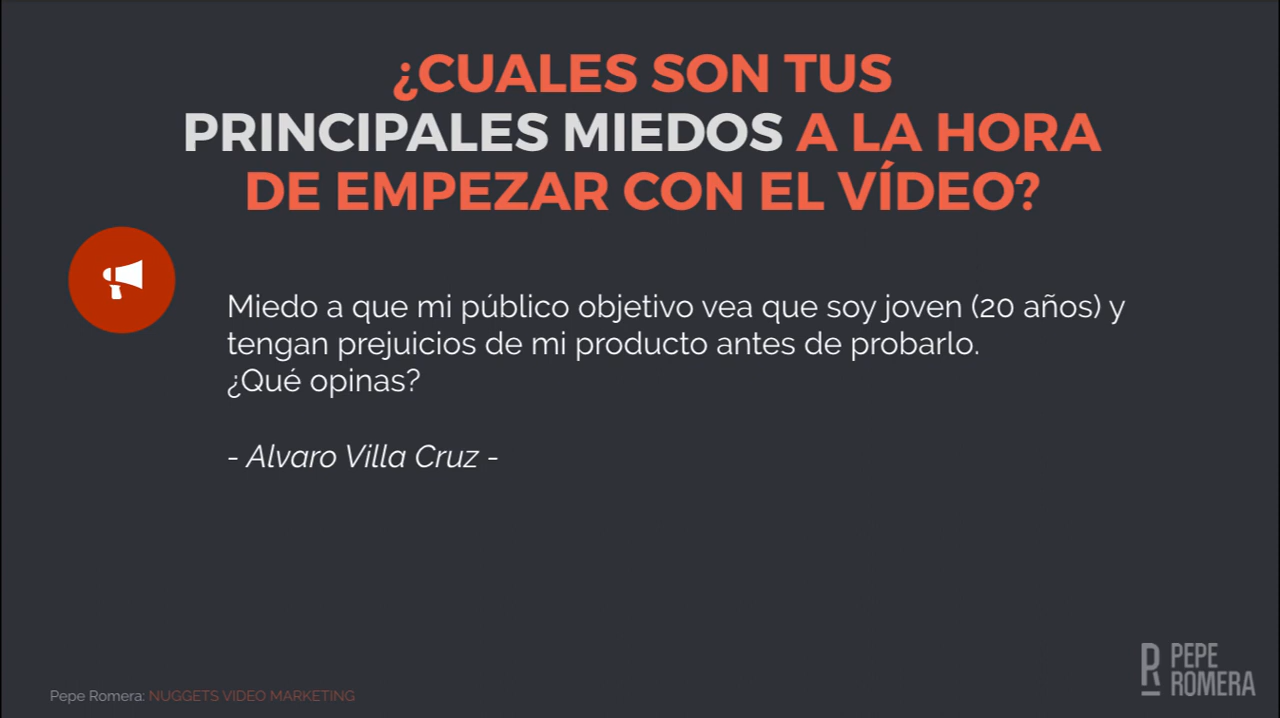 ¿CUALES SON TUS
PRINCIPALES MIEDOS A LA HORA
DE EMPEZAR CON EL VÍDEO?
Miedo a que mi público objetivo vea que soy joven (20 años) y
tengan prejuicios de mi producto antes de probarlo.
¿Qué opinas?
- Alvaro Villa Cruz -
Pepe Romera: NUGGETS VIDEO MARKETING
PEPE
ROMERA